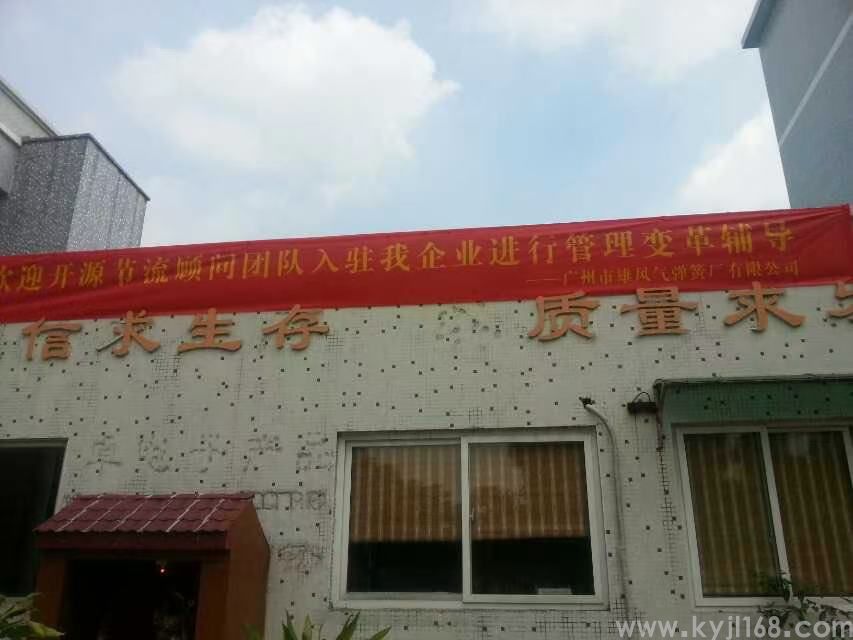 欢迎开源节流顾问团队入驻我企业进行管理变革辅导
——广州市雄风气弹簧厂有限公司
信求生存 质量求发
www.kyjl168.com